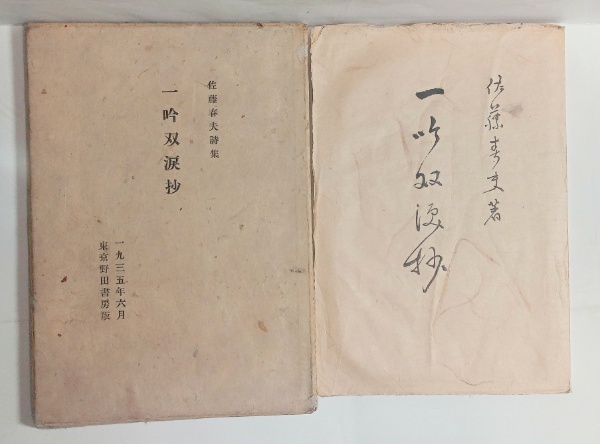 佐藤春夫詩集
一吟双涙抄
一九三五年六月
東京野田書房版
佐藤春夫著
一吟双涙抄